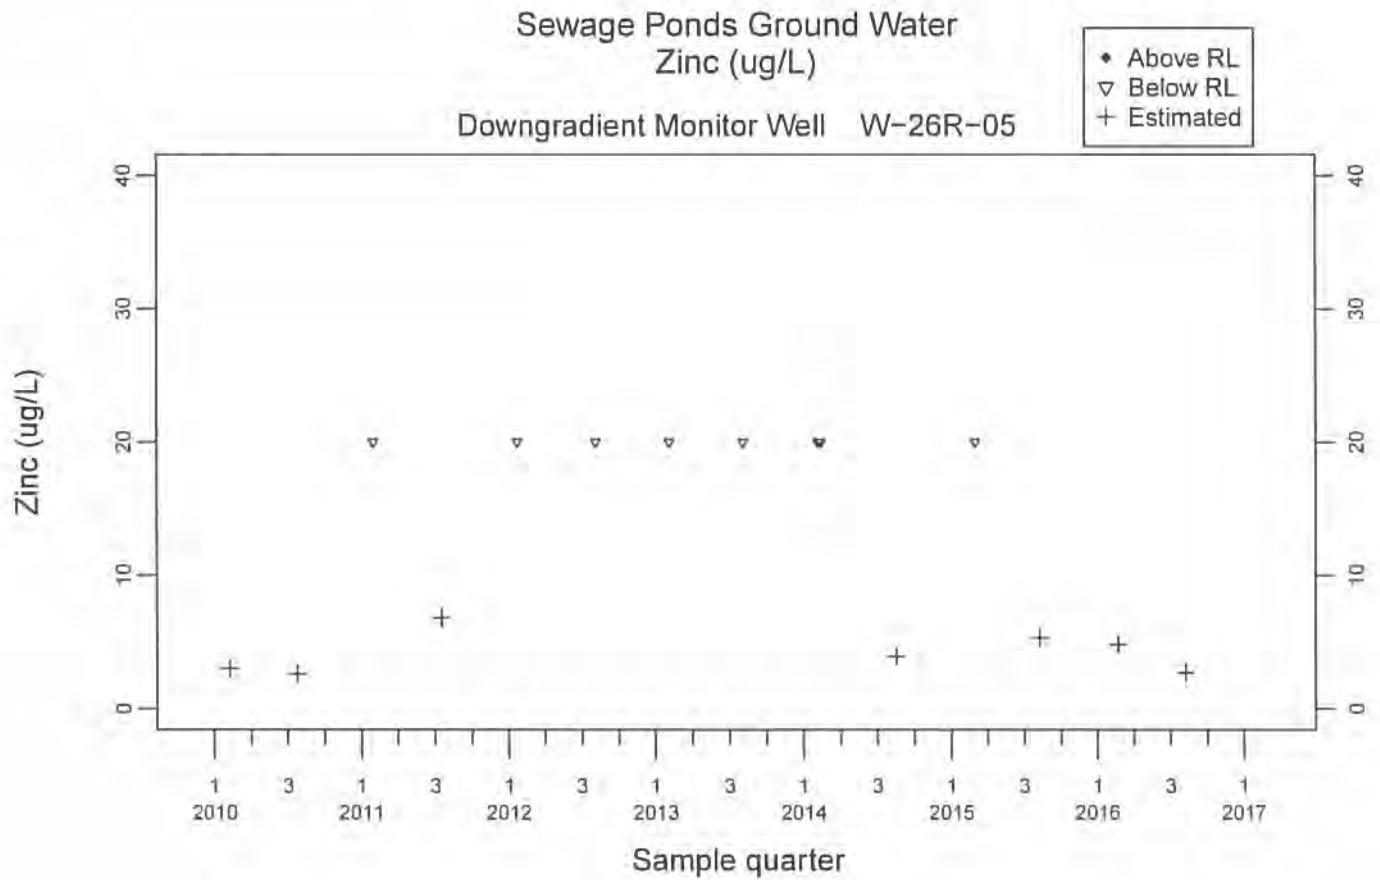 Sewage Ponds Ground Water
Zinc (ug/L)
Downgradient Monitor Well W−26R−05
Above RL
Below RL
Estimated
40 40
30 30
20 20
10 10
0 0
Zinc (ug/L)
1 3 1 3 1 3 1 3 1 3 1 3 1 3 1
2010 2011 2012 2013 2014 2015 2016 2017
Sample quarter